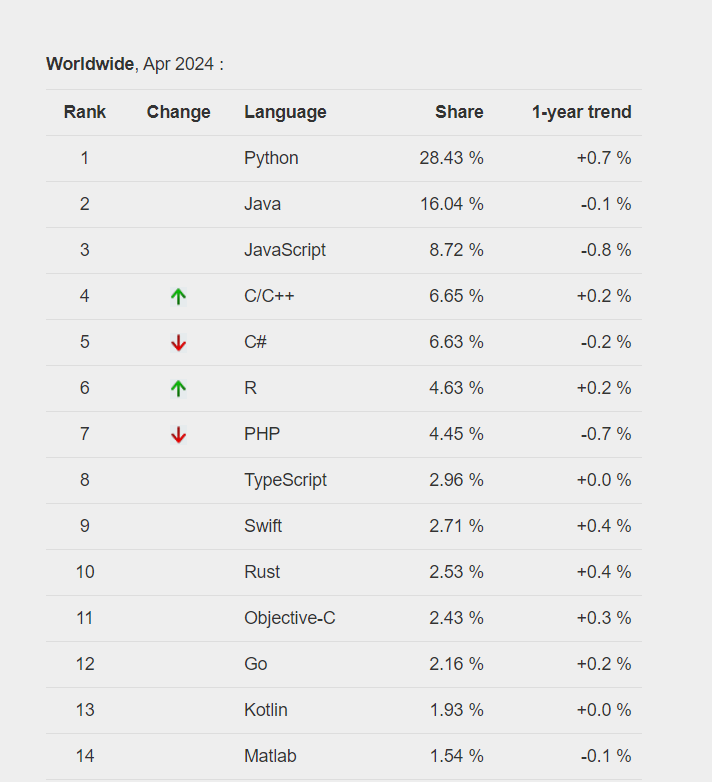 Worldwide, Apr 2024 :
Rank Change Language Share 1-year trend
1 Python 28.43 % +0.7 %
2 Java 16.04 % -0.1 %
3 JavaScript 8.72 % -0.8 %
4 C/C++ 6.65 % +0.2 %
5 C# 6.63 % -0.2 %
6 R 4.63 % +0.2 %
7 PHP 4.45 % -0.7 %
8 TypeScript 2.96 % +0.0 %
9 Swift 2.71 % +0.4 %
10 Rust 2.53 % +0.4 %
11 Objective-C 2.43 % +0.3 %
12 Go 2.16 % +0.2 %
13 Kotlin 1.93 % +0.0 %
14 Matlab 1.54 % -0.1 %